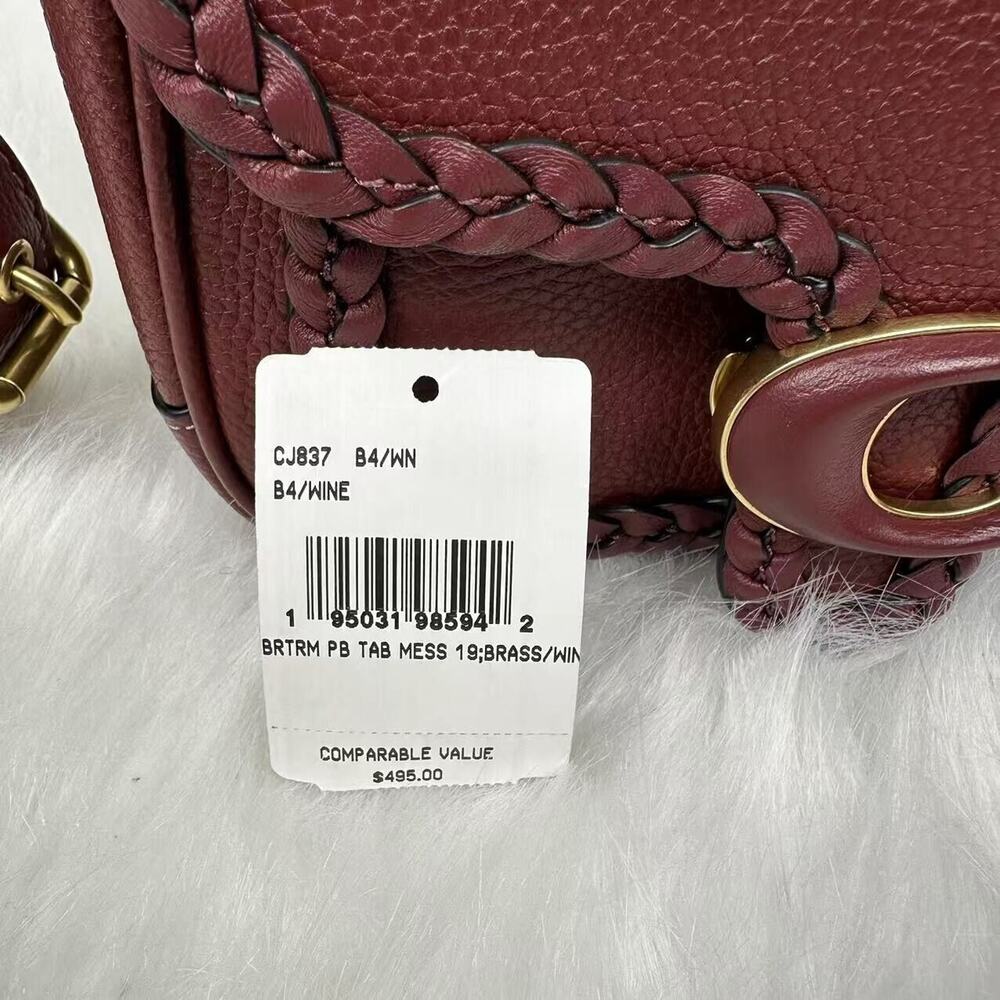 CJ837 B4/WN
B4/WINE
1 95031 98594 2
BRTRM PB TAB MESS 19;BRASS/WIN
COMPARABLE VALUE
$495.00